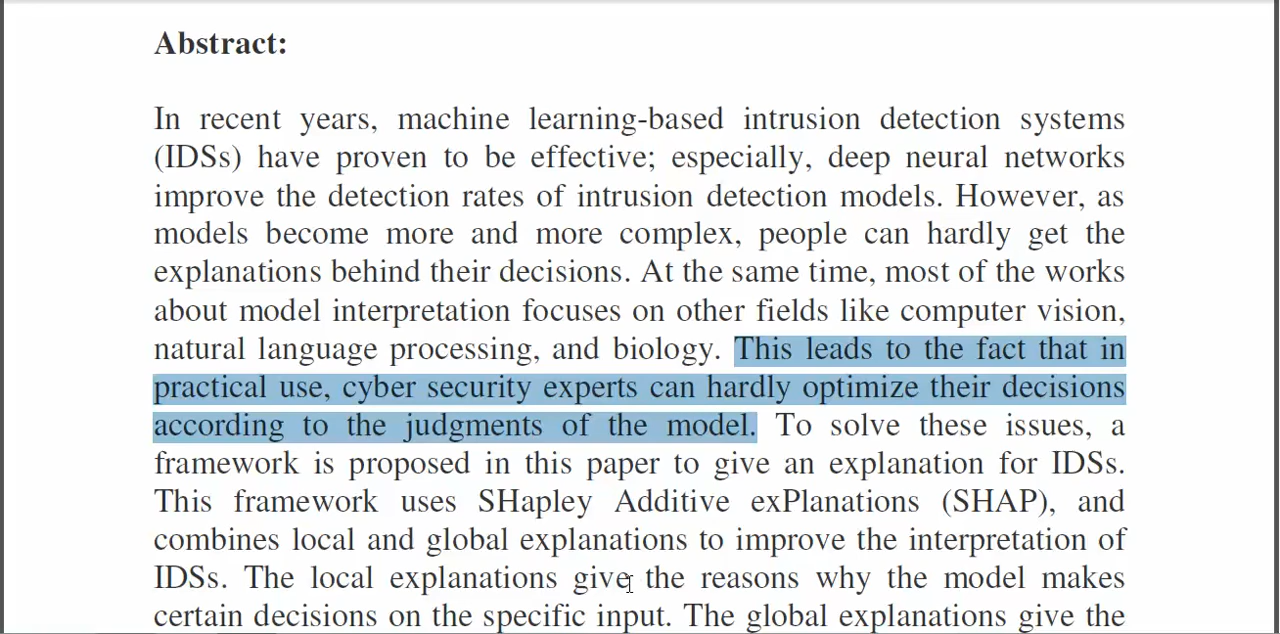 Abstract:
In recent years, machine learning-based intrusion detection systems
(IDSs) have proven to be effective; especially, deep neural networks
improve the detection rates of intrusion detection models. However, as
models become more and more complex, people can hardly get the
explanations behind their decisions. At the same time, most of the works
about model interpretation focuses on other fields like computer vision,
natural language processing, and biology. This leads to the fact that in
practical use, cyber security experts can hardly optimize their decisions
according to the judgments of the model. To solve these issues, a
framework is proposed in this paper to give an explanation for IDSs.
This framework uses SHapley Additive exPlanations (SHAP), and
combines local and global explanations to improve the interpretation of
IDSs. The local explanations give the reasons why the model makes
certain decisions on the specific input. The global explanations give the